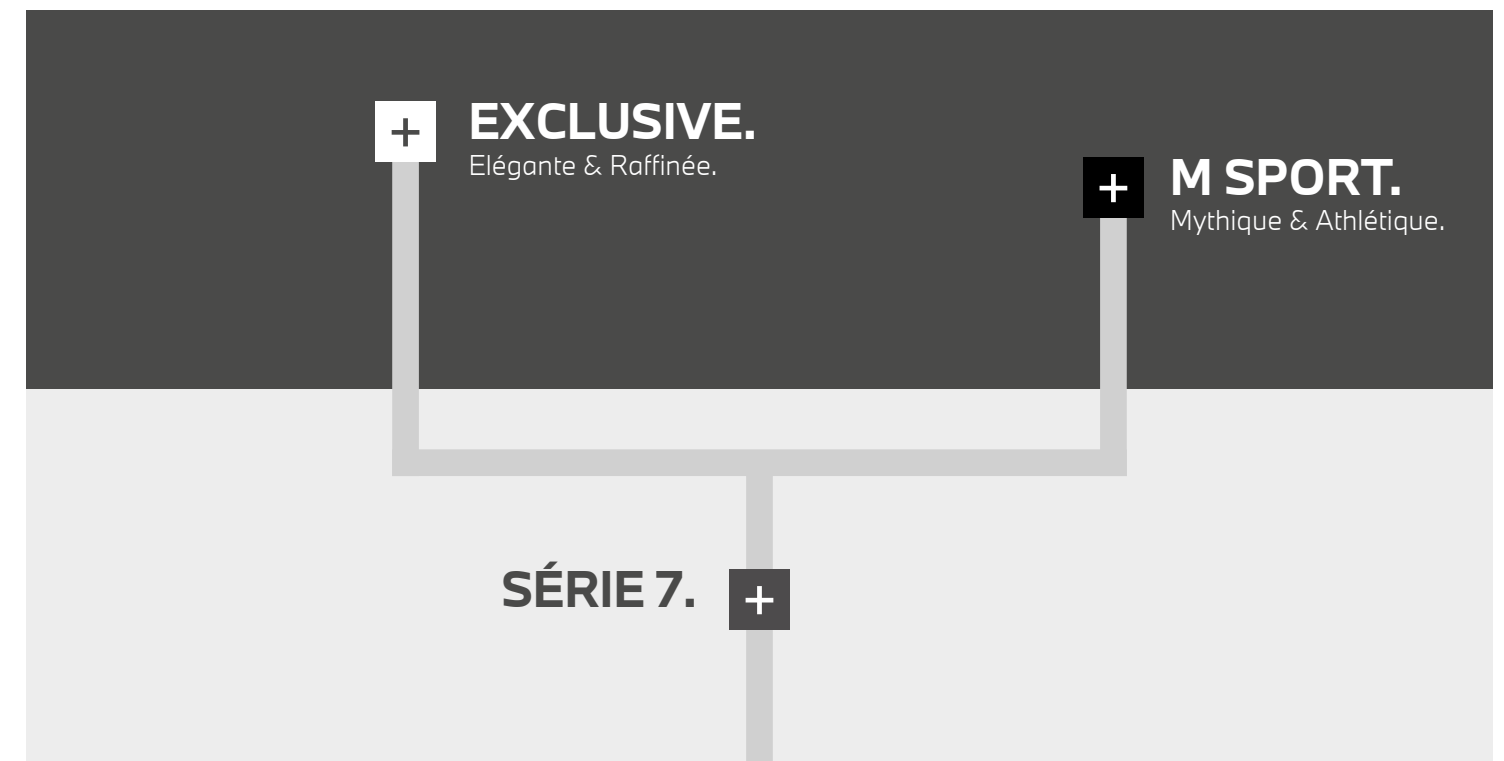 EXCLUSIVE.
Elégante & Raffinée.
M SPORT.
Mythique & Athlétique.
SÉRIE 7.